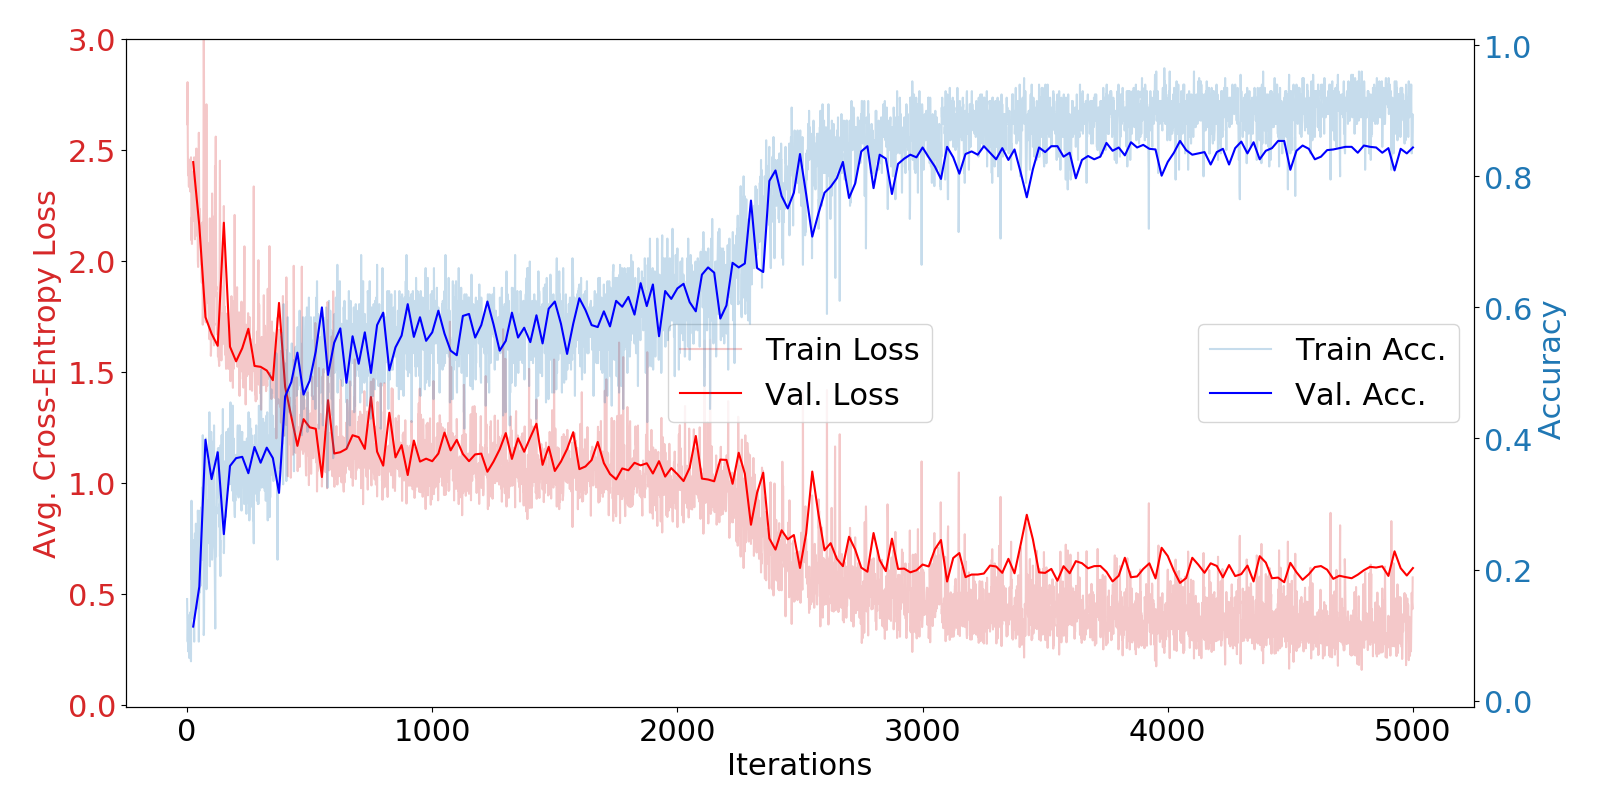 Avg. Cross-Entropy Loss
3.0
2.5
2.0
1.5
1.0
0.5
0.0
Train Loss
Val. Loss
Train Acc.
Val. Acc.
1.0
0.8
0.6
0.4
0.2
0.0
Accuracy
0 1000 2000 3000 4000 5000
Iterations